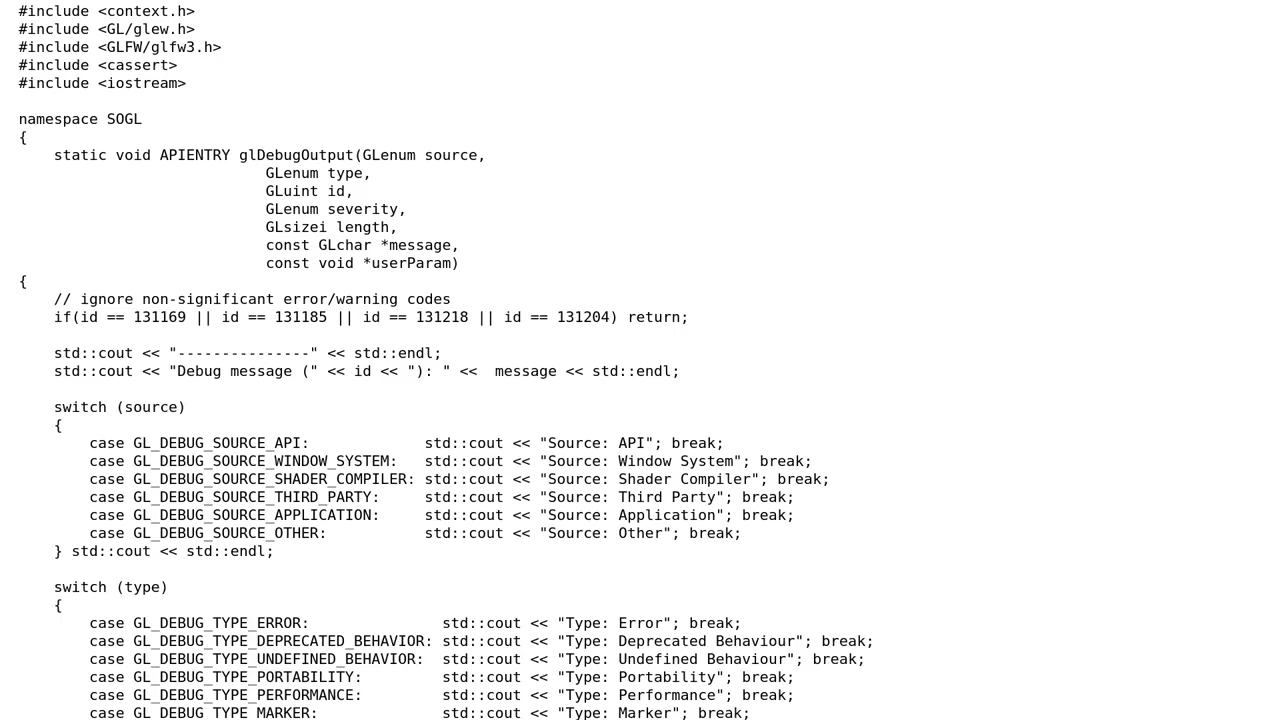 #include <context.h>
#include <GL/glew.h>
#include <GLFW/glfw3.h>
#include <cassert>
#include <iostream>

namespace SOGL
{
    static void APIENTRY glDebugOutput(GLenum source,
                            GLenum type,
                            GLuint id,
                            GLenum severity,
                            GLsizei length,
                            const GLchar *message,
                            const void *userParam)
{
    // ignore non-significant error/warning codes
    if(id == 131169 || id == 131185 || id == 131218 || id == 131204) return;

    std::cout << "---------------" << std::endl;
    std::cout << "Debug message (" << id << "): " <<  message << std::endl;

    switch (source)
    {
        case GL_DEBUG_SOURCE_API:             std::cout << "Source: API"; break;
        case GL_DEBUG_SOURCE_WINDOW_SYSTEM:   std::cout << "Source: Window System"; break;
        case GL_DEBUG_SOURCE_SHADER_COMPILER: std::cout << "Source: Shader Compiler"; break;
        case GL_DEBUG_SOURCE_THIRD_PARTY:     std::cout << "Source: Third Party"; break;
        case GL_DEBUG_SOURCE_APPLICATION:     std::cout << "Source: Application"; break;
        case GL_DEBUG_SOURCE_OTHER:           std::cout << "Source: Other"; break;
    } std::cout << std::endl;

    switch (type)
    {
        case GL_DEBUG_TYPE_ERROR:               std::cout << "Type: Error"; break;
        case GL_DEBUG_TYPE_DEPRECATED_BEHAVIOR: std::cout << "Type: Deprecated Behaviour"; break;
        case GL_DEBUG_TYPE_UNDEFINED_BEHAVIOR:  std::cout << "Type: Undefined Behaviour"; break;
        case GL_DEBUG_TYPE_PORTABILITY:         std::cout << "Type: Portability"; break;
        case GL_DEBUG_TYPE_PERFORMANCE:         std::cout << "Type: Performance"; break;
        case GL_DEBUG_TYPE_MARKER:              std::cout << "Type: Marker"; break;